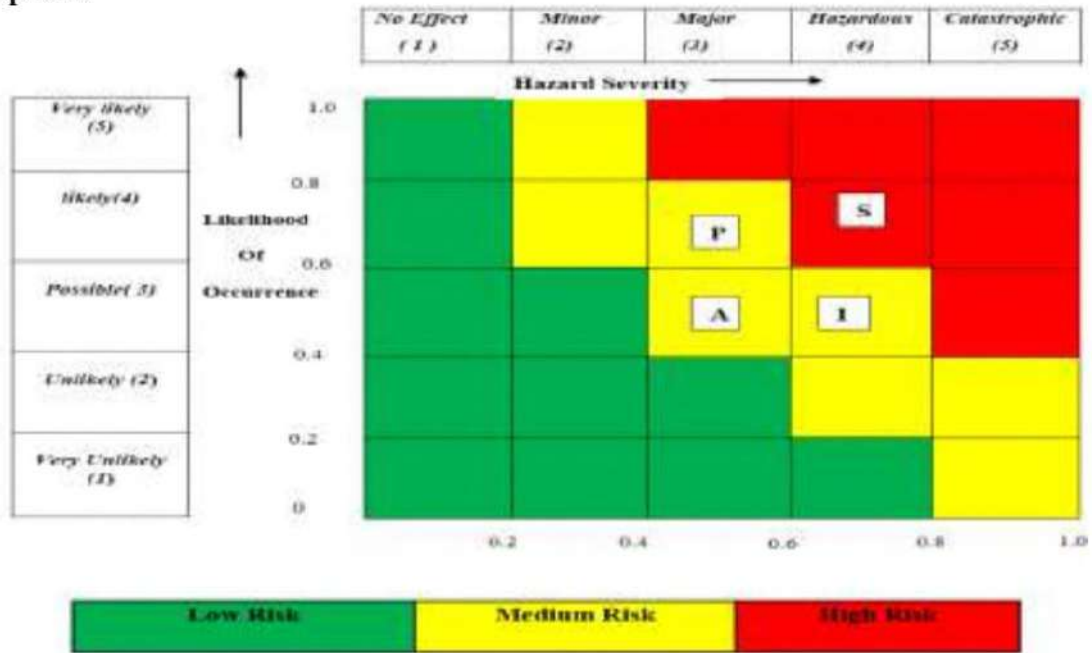 No Effect Minor Major Hazardous Catastrophic
( 1 ) (2) (3) (4) (5)
Hazard Severity
Very likely
(5)
likely(4)
Possible( 3)
Unlikely (2)
Very Unlikely
(1)
Likelihood
Of
Occurrence
1.0
0.8
0.6
0.4
0.2
0
P
S
A
I
0.2 0.4 0.6 0.8 1.0
Low Risk Medium Risk High Risk